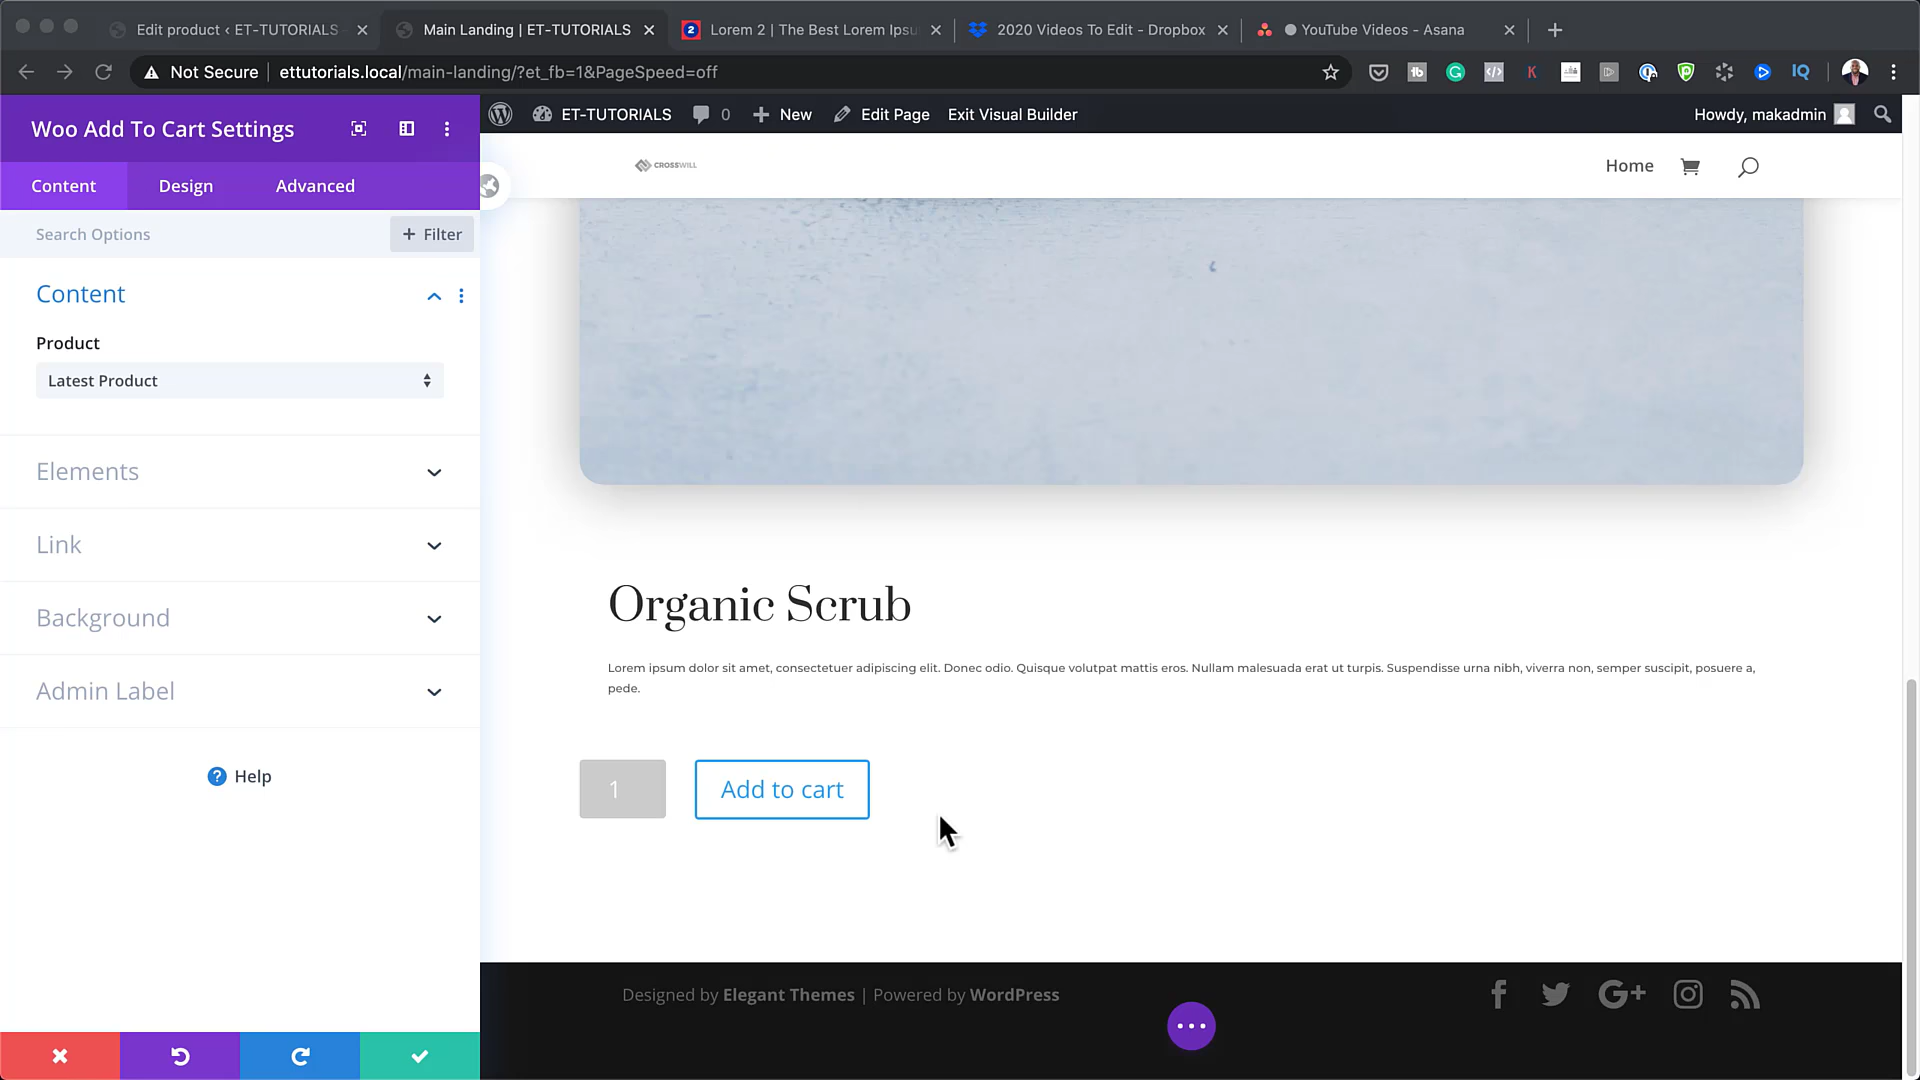 Edit product ‹ ET-TUTORIALS
Main Landing | ET-TUTORIALS
2
Lorem 2 | The Best Lorem Ipsu
2020 Videos To Edit - Dropbox
YouTube Videos - Asana
Not Secure
ettutorials.local/main-landing/?et_fb=1&PageSpeed=off
tb
G
</>
K
IQ
Woo Add To Cart Settings
ET-TUTORIALS
0
New
Edit Page
Exit Visual Builder
Howdy, makadmin
Content
Design
Advanced
CROSSWILL
Home
Search Options
+ Filter
Content
Product
Latest Product
Elements
Link
Background
Admin Label
? Help
Organic Scrub
Lorem ipsum dolor sit amet, consectetuer adipiscing elit. Donec odio. Quisque volutpat mattis eros. Nullam malesuada erat ut turpis. Suspendisse urna nibh, viverra non, semper suscipit, posuere a,
pede.
1
Add to cart
Designed by Elegant Themes | Powered by WordPress
G+